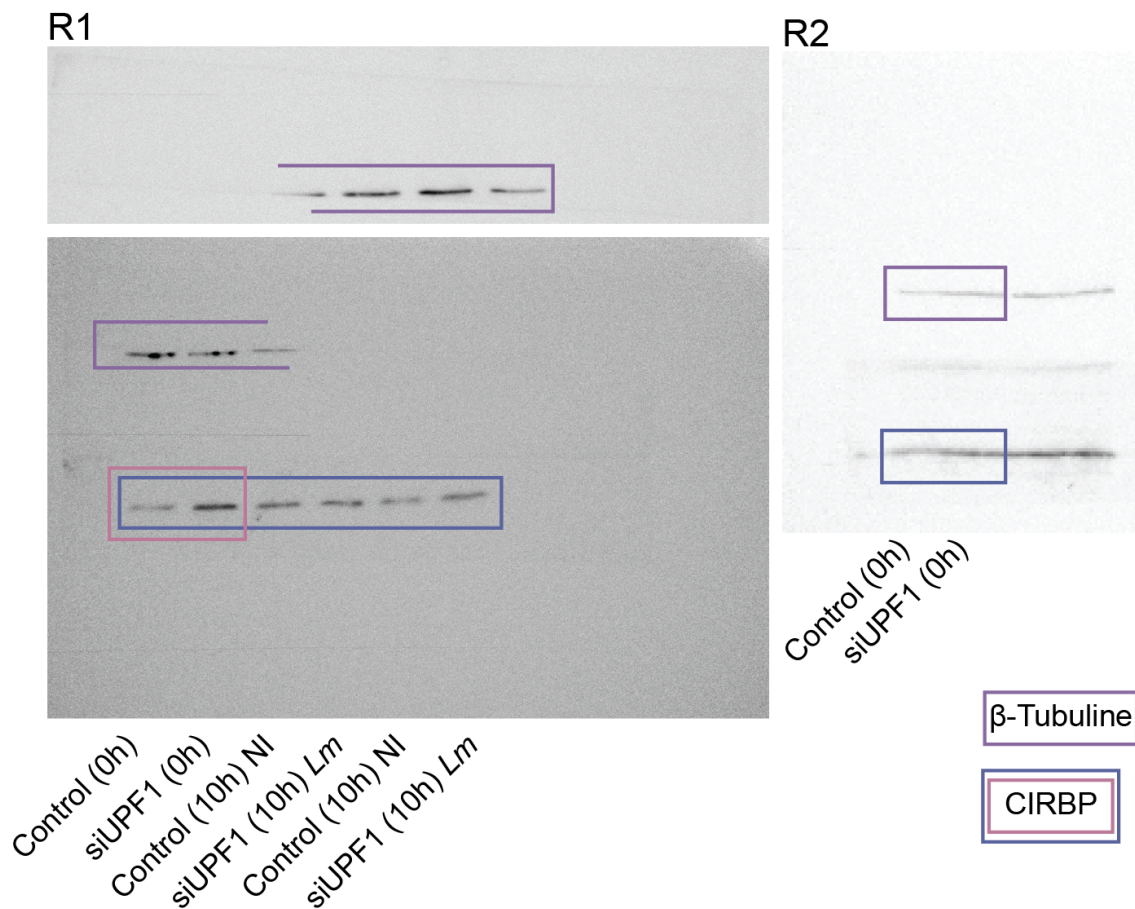 R1
R2
Control (0h)
siUPF1 (0h)
Control (10h) NI
siUPF1 (10h) Lm
Control (10h) NI
siUPF1 (10h) Lm
Control (0h)
siUPF1 (0h)
β-Tubuline
CIRBP